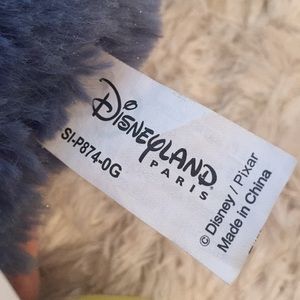 Disneyland
PARIS
SI-P874-0G
© Disney / Pixar
Made in China